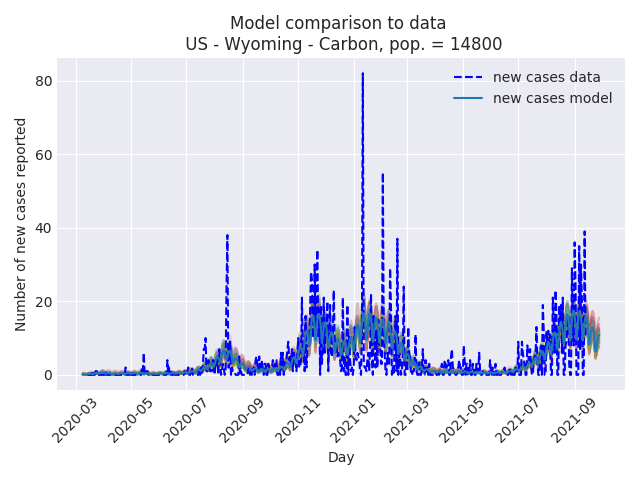 Model comparison to data
US - Wyoming - Carbon, pop. = 14800
new cases data
new cases model
Number of new cases reported
80
60
40
20
0
2020-03
2020-05
2020-07
2020-09
2020-11
2021-01
2021-03
2021-05
2021-07
2021-09
Day